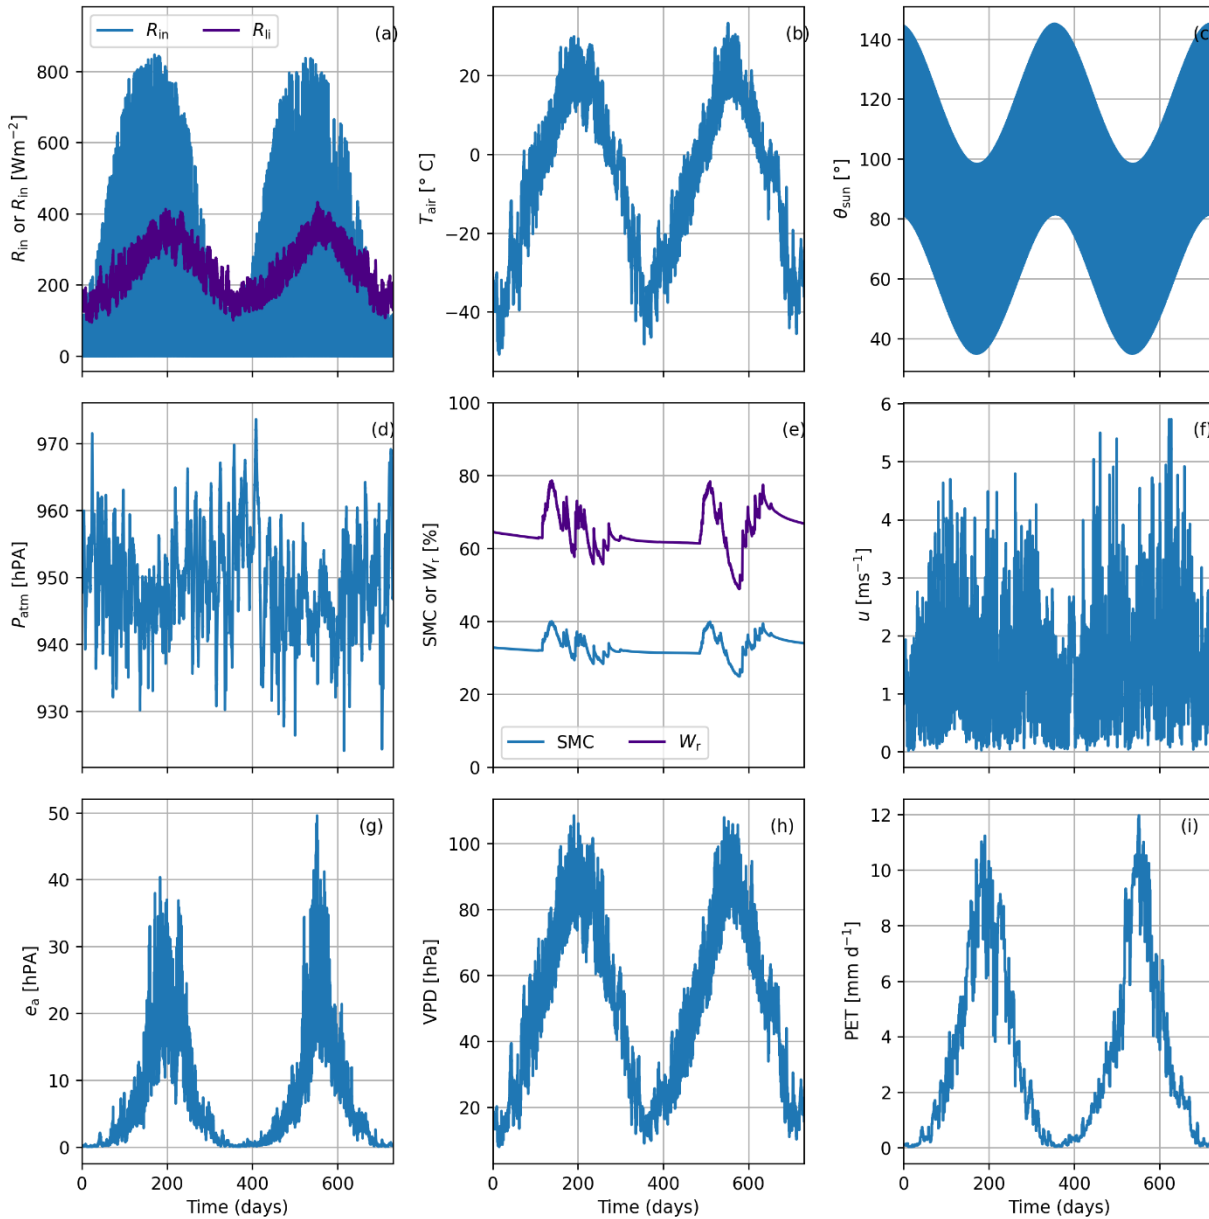 R_in R_li (a)
800
600
400
200
0
R_in or R_in [Wm⁻²]
(b)
20
0
−20
−40
T_air [° C]
(c)
140
120
100
80
60
40
θ_sun [°]
(d)
970
960
950
940
930
P_atm [hPa]
0 200 400 600
(e)
100
80
60
40
20
0
SMC or W_r [%]
SMC W_r
(f)
6
5
4
3
2
1
0
u [ms⁻¹]
(g)
50
40
30
20
10
0
e_a [hPA]
0 200 400 600
Time (days)
(h)
100
80
60
40
20
VPD [hPa]
0 200 400 600
Time (days)
(i)
12
10
8
6
4
2
0
PET [mm d⁻¹]
0 200 400 600
Time (days)